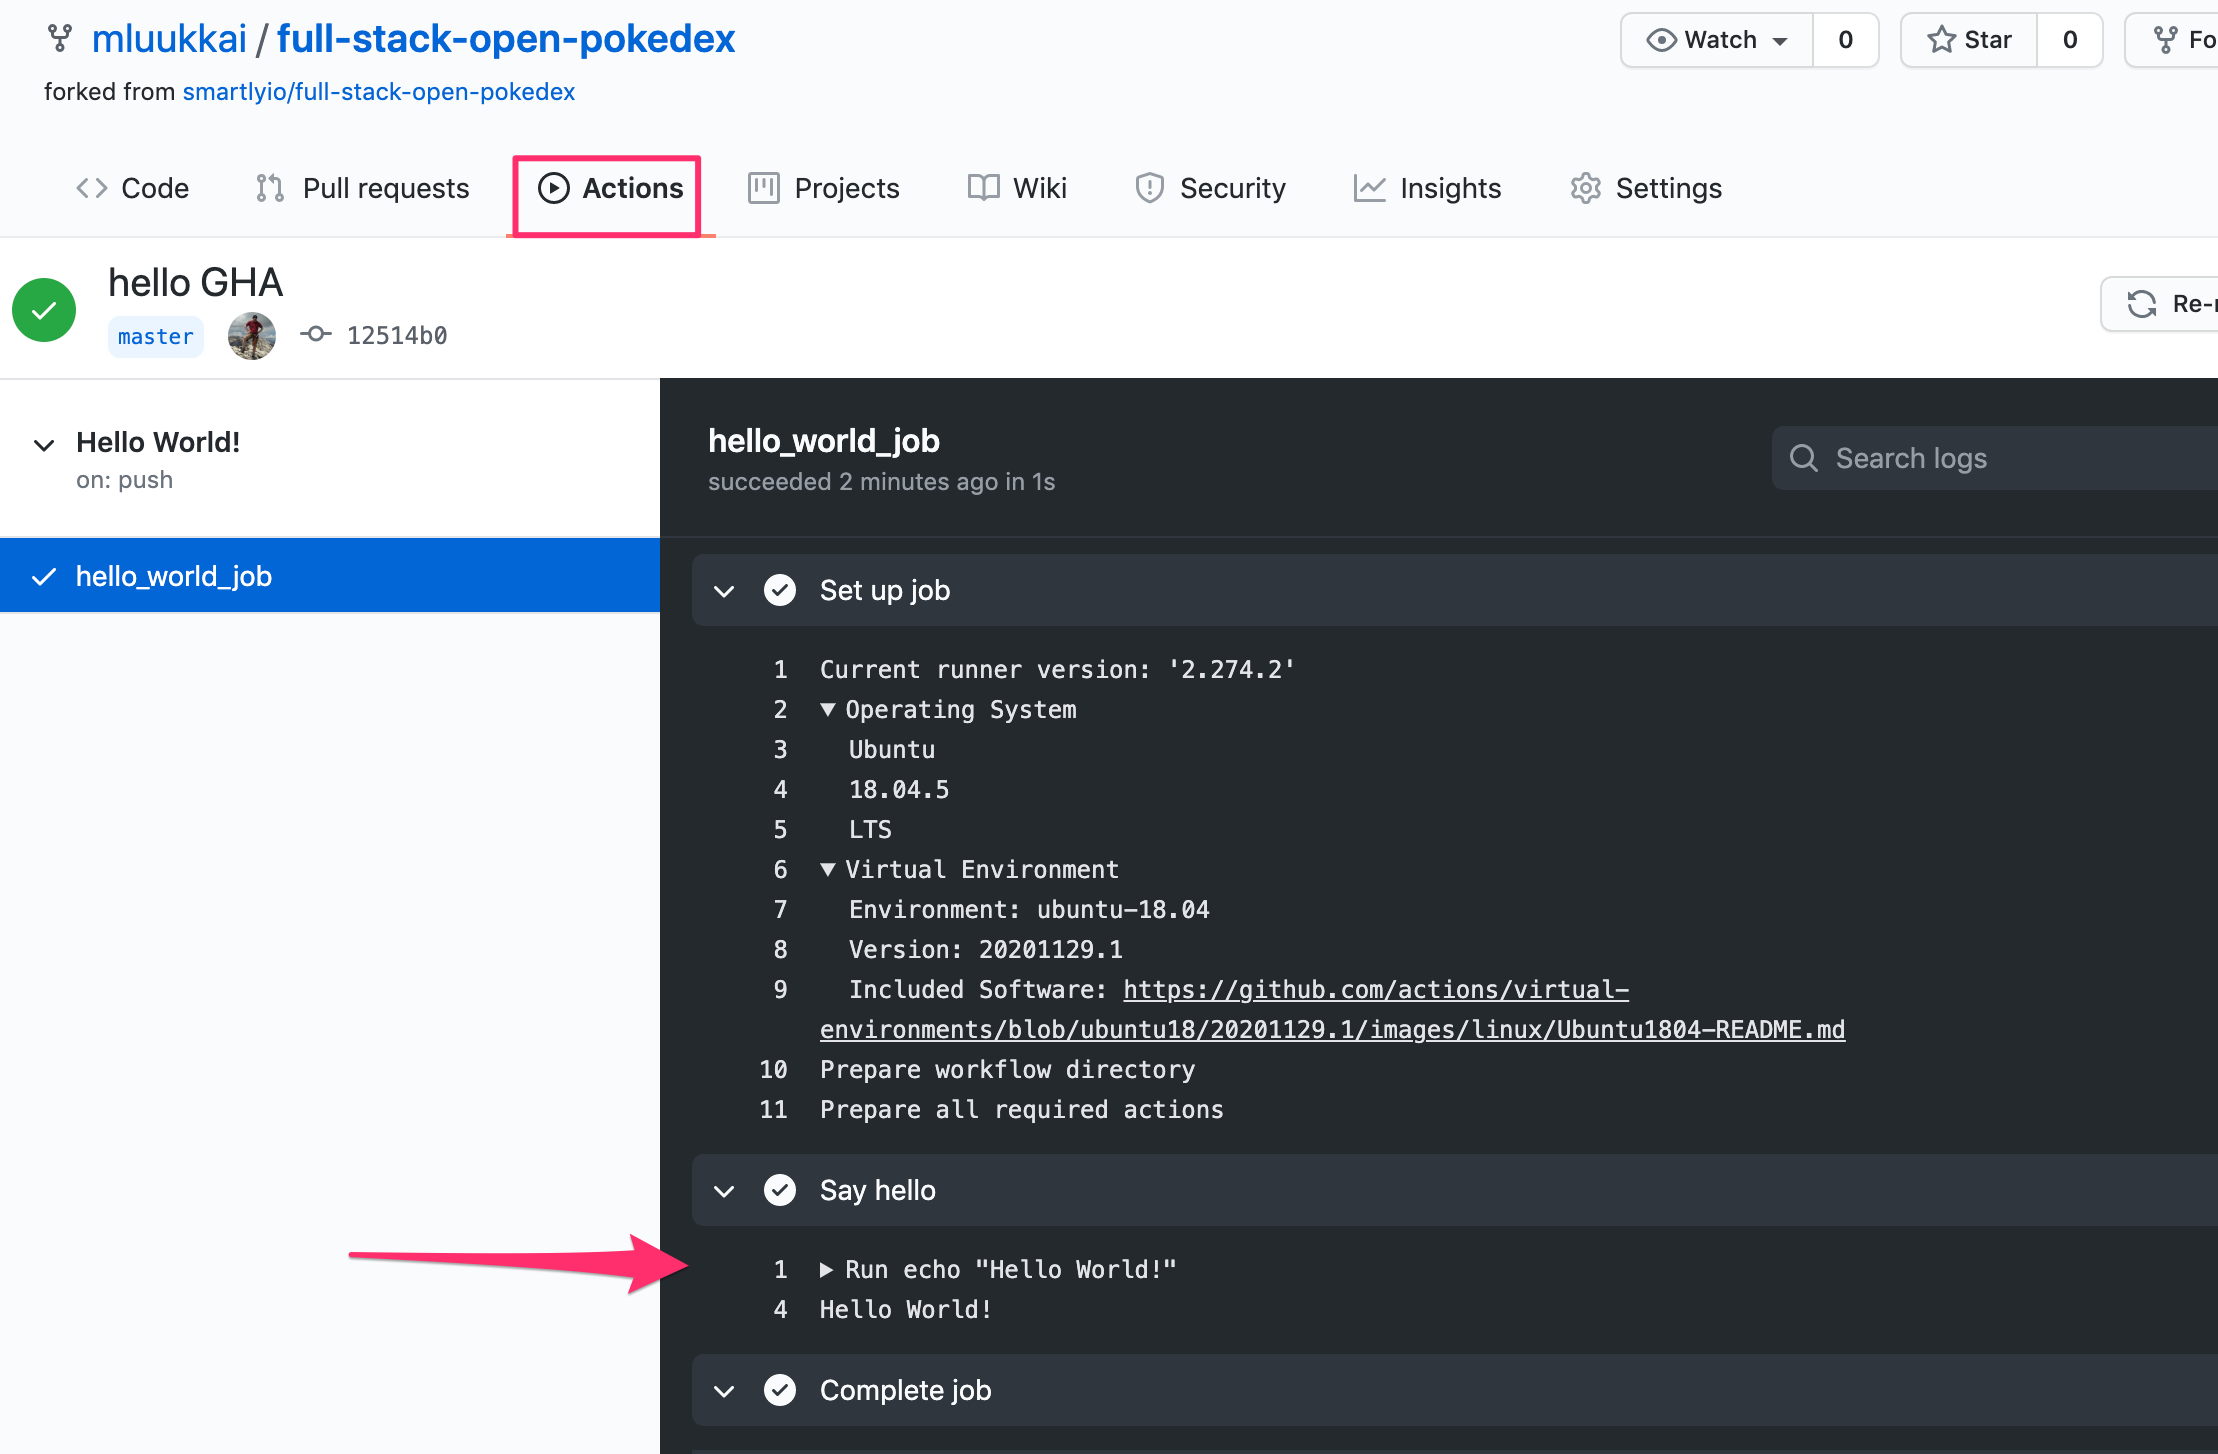 mluukkai / full-stack-open-pokedex
Watch 0
Star 0
forked from smartlyio/full-stack-open-pokedex
Code Pull requests Actions Projects Wiki Security Insights Settings
hello GHA
master 12514b0
Hello World!
on: push
hello_world_job
hello_world_job
succeeded 2 minutes ago in 1s
Search logs
Set up job
1 Current runner version: '2.274.2'
2 ▼ Operating System
3 Ubuntu
4 18.04.5
5 LTS
6 ▼ Virtual Environment
7 Environment: ubuntu-18.04
8 Version: 20201129.1
9 Included Software: https://github.com/actions/virtual-
environments/blob/ubuntu18/20201129.1/images/linux/Ubuntu1804-README.md
10 Prepare workflow directory
11 Prepare all required actions
Say hello
1 ▶ Run echo "Hello World!"
4 Hello World!
Complete job